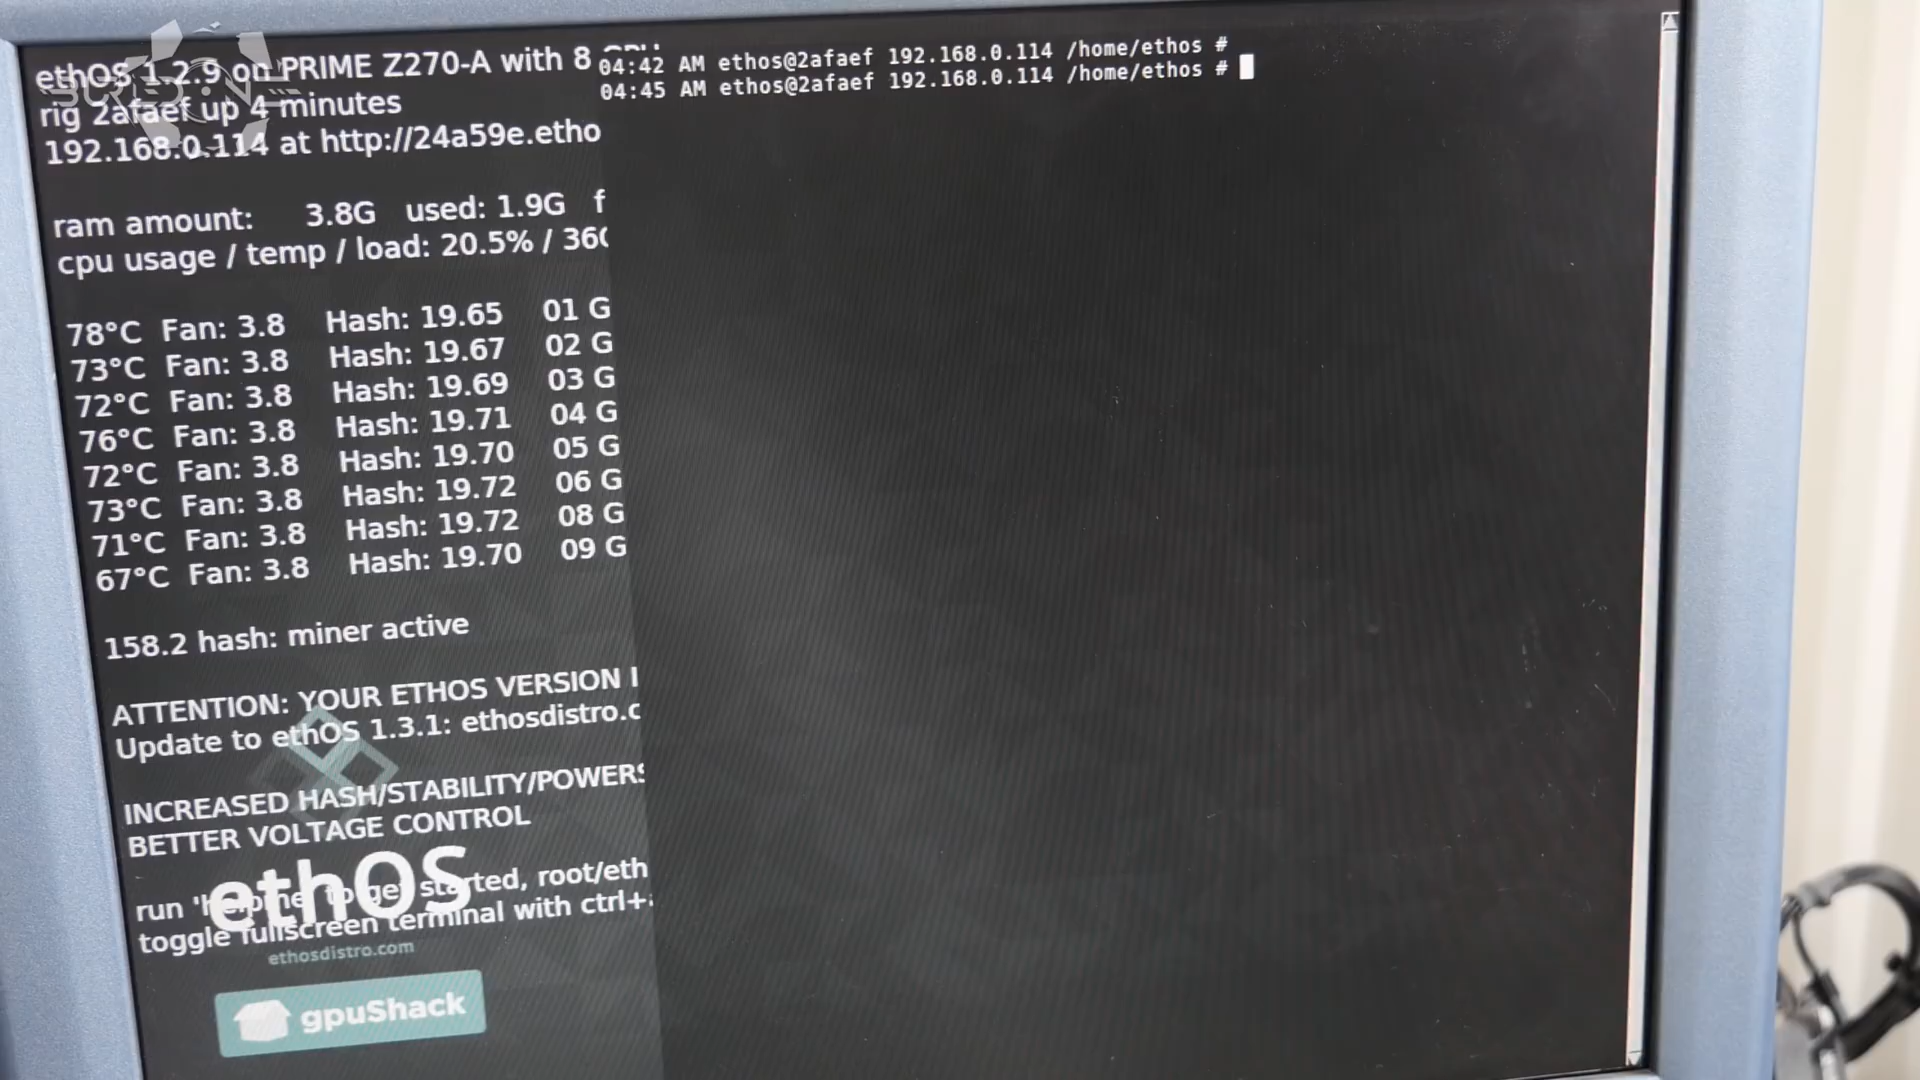 ethOS 1.2.9 on PRIME Z270-A with 8 GPU
rig 2afaef up 4 minutes
192.168.0.114 at http://24a59e.etho
ram amount: 3.8G used: 1.9G f
cpu usage / temp / load: 20.5% / 36C
78°C Fan: 3.8 Hash: 19.65 01 G
73°C Fan: 3.8 Hash: 19.67 02 G
72°C Fan: 3.8 Hash: 19.69 03 G
76°C Fan: 3.8 Hash: 19.71 04 G
72°C Fan: 3.8 Hash: 19.70 05 G
73°C Fan: 3.8 Hash: 19.72 06 G
71°C Fan: 3.8 Hash: 19.72 08 G
67°C Fan: 3.8 Hash: 19.70 09 G
158.2 hash: miner active
ATTENTION: YOUR ETHOS VERSION I
Update to ethOS 1.3.1: ethosdistro.c
INCREASED HASH/STABILITY/POWERS
BETTER VOLTAGE CONTROL
run 'helpme' to get started, root/eth
toggle fullscreen terminal with ctrl+a
ethOS
ethosdistro.com
gpuShack
04:42 AM ethos@2afaef 192.168.0.114 /home/ethos #
04:45 AM ethos@2afaef 192.168.0.114 /home/ethos #